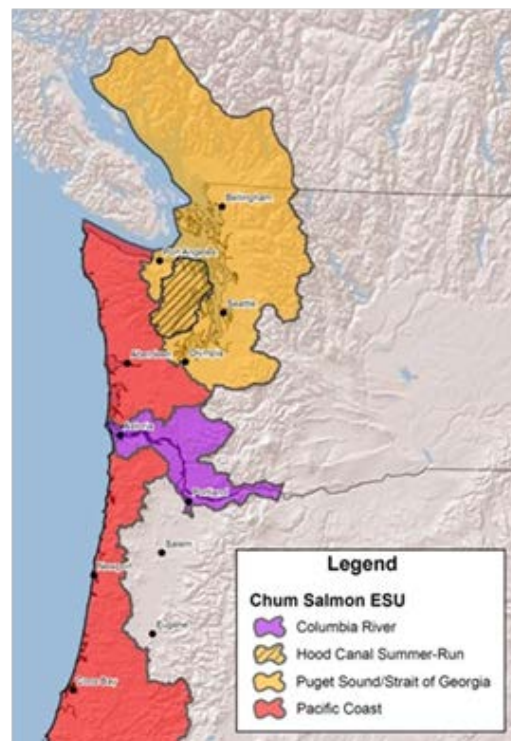 Bellingham
Port Angeles
Seattle
Olympia
Aberdeen
Astoria
Portland
Salem
Newport
Eugene
Coos Bay
Legend
Chum Salmon ESU
Columbia River
Hood Canal Summer-Run
Puget Sound/Strait of Georgia
Pacific Coast